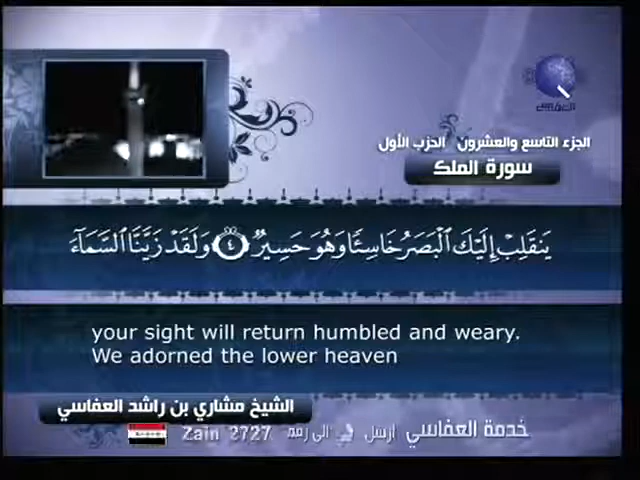 العفاسي
الجزء التاسع والعشرون الحزب الأول
سورة الملك
يَنقَلِبْ إِلَيْكَ ٱلْبَصَرُ خَاسِئًا وَهُوَ حَسِيرٌ ٤ وَلَقَدْ زَيَّنَّا ٱلسَّمَآءَ
your sight will return humbled and weary.
We adorned the lower heaven
الشيخ مشاري بن راشد العفاسي
خدمة العفاسي ارسل الى رقم 2727 Zain